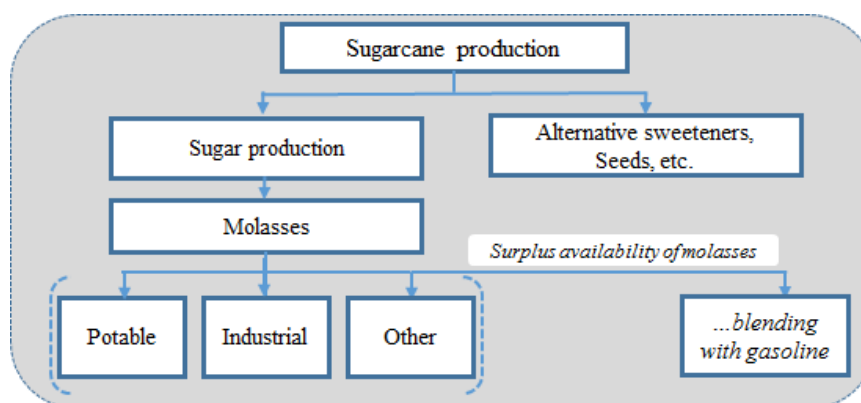 Sugarcane production
Sugar production
Alternative sweeteners,
Seeds, etc.
Molasses
Surplus availability of molasses
Potable
Industrial
Other
...blending
with gasoline